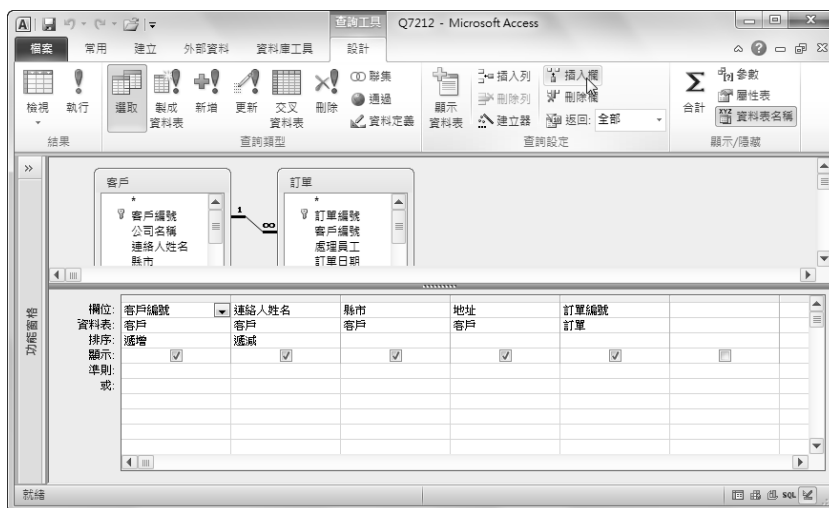 查詢工具 Q7212 - Microsoft Access
檔案 常用 建立 外部資料 資料庫工具 設計
檢視 執行 選取 製成資料表 新增 更新 交叉資料表 刪除 聯集 通過 資料定義 顯示資料表 插入列 刪除列 建立器 插入欄 刪除欄 返回: 全部 合計 參數 屬性表 資料表名稱
結果 查詢類型 查詢設定 顯示/隱藏
客戶 訂單
* *
客戶編號 1 ∞ 訂單編號
公司名稱 客戶編號
連絡人姓名 處理員工
縣市 訂單日期
功能窗格
欄位: 客戶編號 連絡人姓名 縣市 地址 訂單編號
資料表: 客戶 客戶 客戶 客戶 訂單
排序: 遞增 遞減
顯示:
準則:
或:
就緒 SQL